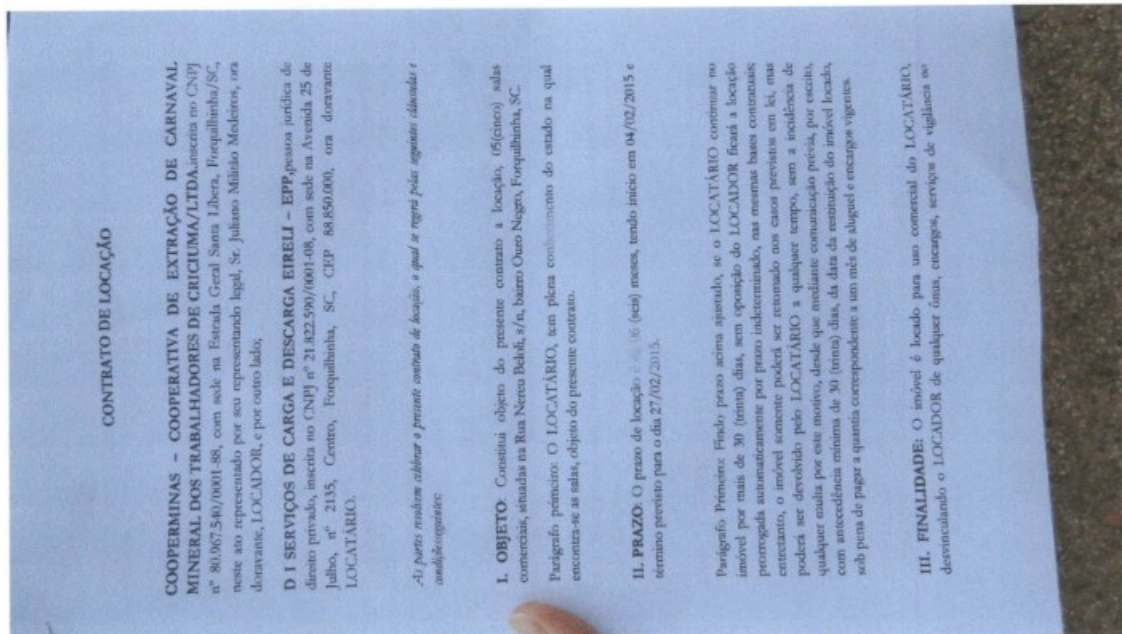 CONTRATO DE LOCAÇÃO
COOPERMINAS – COOPERATIVA DE EXTRAÇÃO DE CARNAVAL
MINERAL DOS TRABALHADORES DE CRICIUMA/LTDA,inscrita no CNPJ
nº 80.967.540/0001-88, com sede na Estrada Geral Santa Libera, Forquilhinha/SC,
neste ato representado por seu representando legal, Sr. Juliano Militão Medeiros, ora
doravante, LOCADOR, e por outro lado;
D I SERVIÇOS DE CARGA E DESCARGA EIRELI – EPP,pessoa jurídica de
direito privado, inscrita no CNPJ nº 21.822.590/0001-08, com sede na Avenida 25 de
Julho, nº 2135, Centro, Forquilhinha, SC, CEP 88.850.000, ora doravante
LOCATÁRIO.
As partes resolvem celebrar o presente contrato de locação, o qual se regerá pelas seguintes cláusulas e
condiçõesseguintes:
I. OBJETO: Constitui objeto do presente contrato a locação, 05(cinco) salas
comerciais, situadas na Rua Nereu Beloli, s/n, bairro Ouro Negro, Forquilhinha, SC.
Parágrafo primeiro: O LOCATÁRIO, tem plena conhecimento do estado na qual
encontra-se as salas, objeto do presente contrato.
II. PRAZO: O prazo de locação é (seis) meses, tendo início em 04/02/2015 e
término previsto para o dia 27/02/2015.
Parágrafo Primeiro: Findo prazo acima ajustado, se o LOCATÁRIO continuar no
imóvel por mais de 30 (trinta) dias, sem oposição do LOCADOR ficará a locação
prorrogada automaticamente por prazo indeterminado, nas mesmas bases contratuais;
entretanto, o imóvel somente poderá ser retomado nos casos previstos em lei, mas
poderá ser devolvido pelo LOCATÁRIO a qualquer tempo, sem a incidência de
qualquer multa por este motivo, desde que mediante comunicação prévia, por escrito,
com antecedência mínima de 30 (trinta) dias, da data da restituição do imóvel locado,
sob pena de pagar a quantia correspondente a um mês de aluguel e encargos vigentes.
III. FINALIDADE: O imóvel é locado para uso comercial do LOCATÁRIO,
desvinculando o LOCADOR de qualquer ônus, encargos, serviços de vigilância no